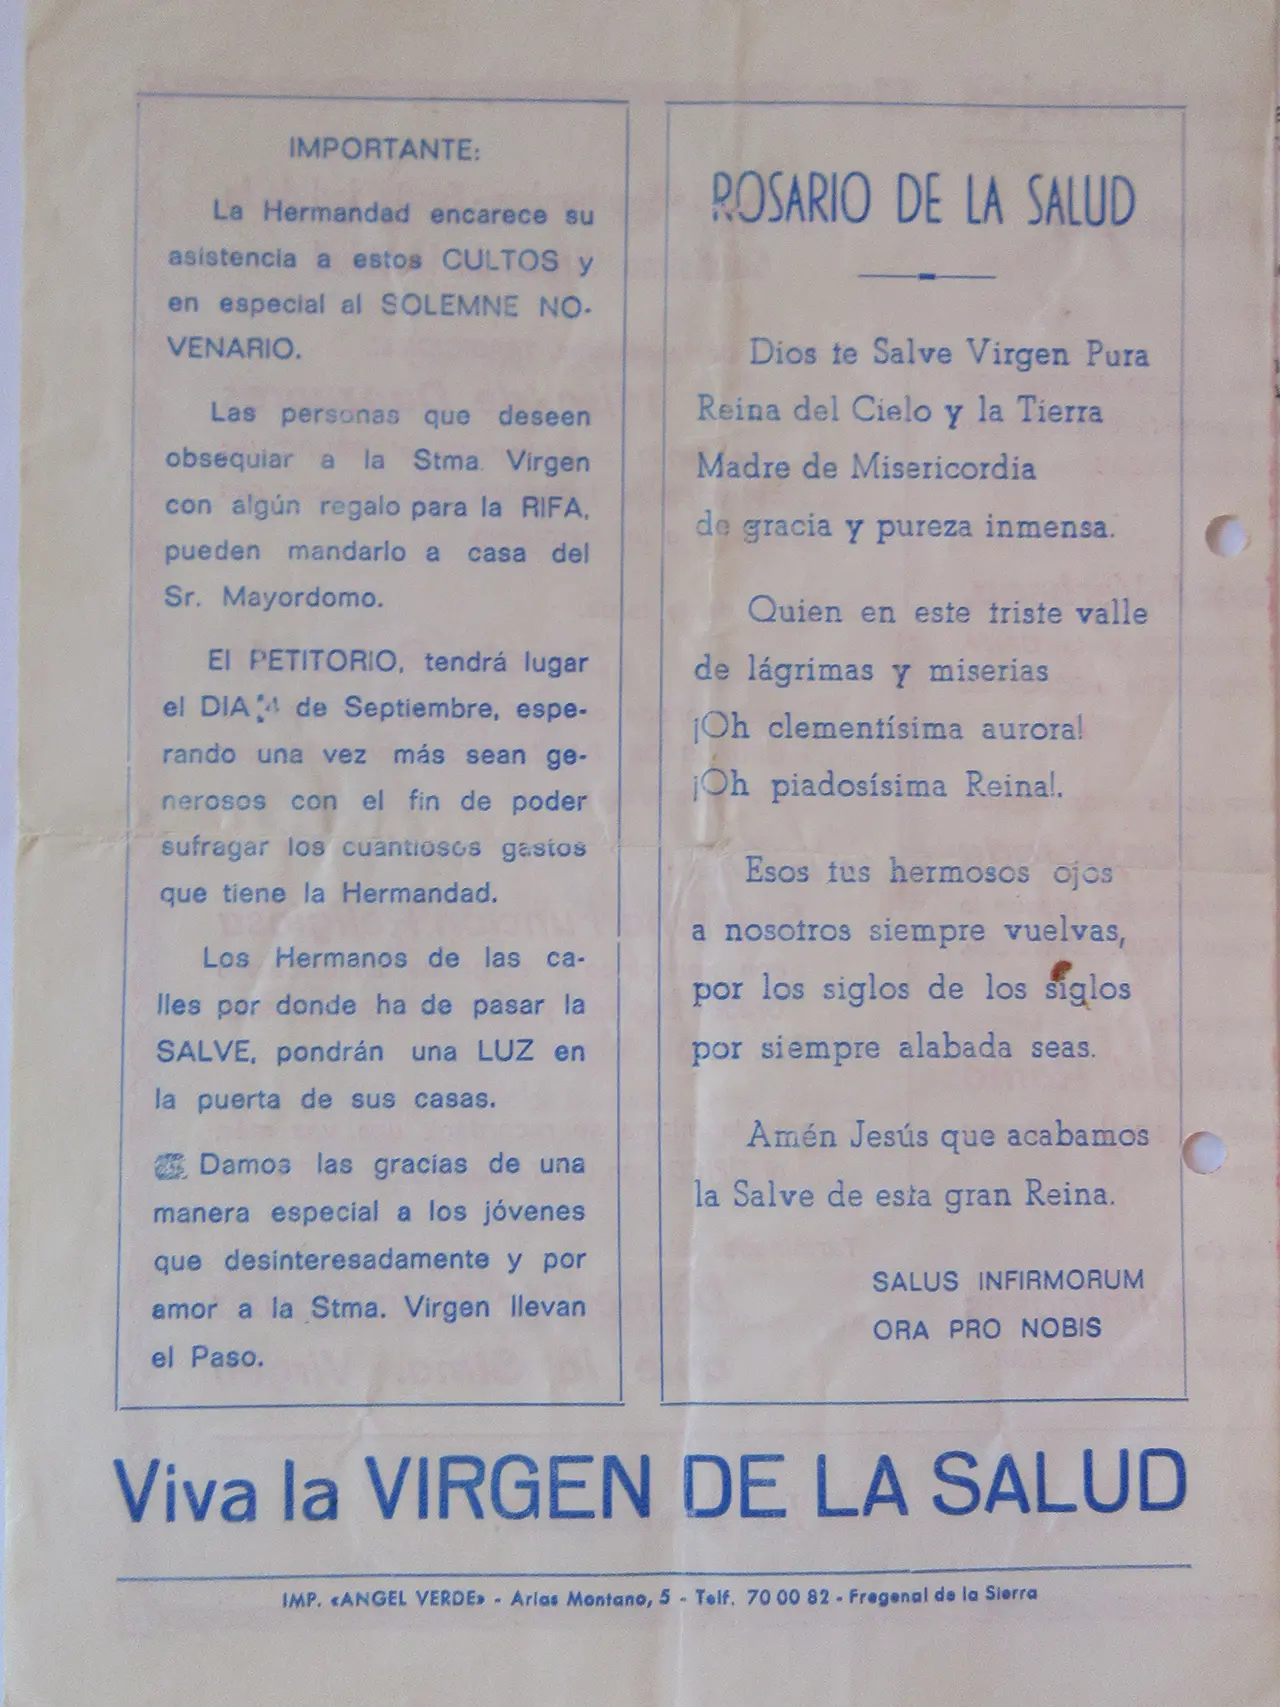 IMPORTANTE:
La Hermandad encarece su
asistencia a estos CULTOS y
en especial al SOLEMNE NO-
VENARIO.
Las personas que deseen
obsequiar a la Stma. Virgen
con algún regalo para la RIFA,
pueden mandarlo a casa del
Sr. Mayordomo.
El PETITORIO, tendrá lugar
el DIA de Septiembre, espe-
rando una vez más sean ge-
nerosos con el fin de poder
sufragar los cuantiosos gastos
que tiene la Hermandad.
Los Hermanos de las ca-
lles por donde ha de pasar la
SALVE, pondrán una LUZ en
la puerta de sus casas.
Damos las gracias de una
manera especial a los jóvenes
que desinteresadamente y por
amor a la Stma. Virgen llevan
el Paso.
ROSARIO DE LA SALUD
Dios te Salve Virgen Pura
Reina del Cielo y la Tierra
Madre de Misericordia
de gracia y pureza inmensa.
Quien en este triste valle
de lágrimas y miserias
¡Oh clementísima aurora!
¡Oh piadosísima Reina!.
Esos tus hermosos ojos
a nosotros siempre vuelvas,
por los siglos de los siglos
por siempre alabada seas.
Amén Jesús que acabamos
la Salve de esta gran Reina.
SALUS INFIRMORUM
ORA PRO NOBIS
Viva la VIRGEN DE LA SALUD
IMP. «ANGEL VERDE» - Arias Montano, 5 - Telf. 70 00 82 - Fregenal de la Sierra